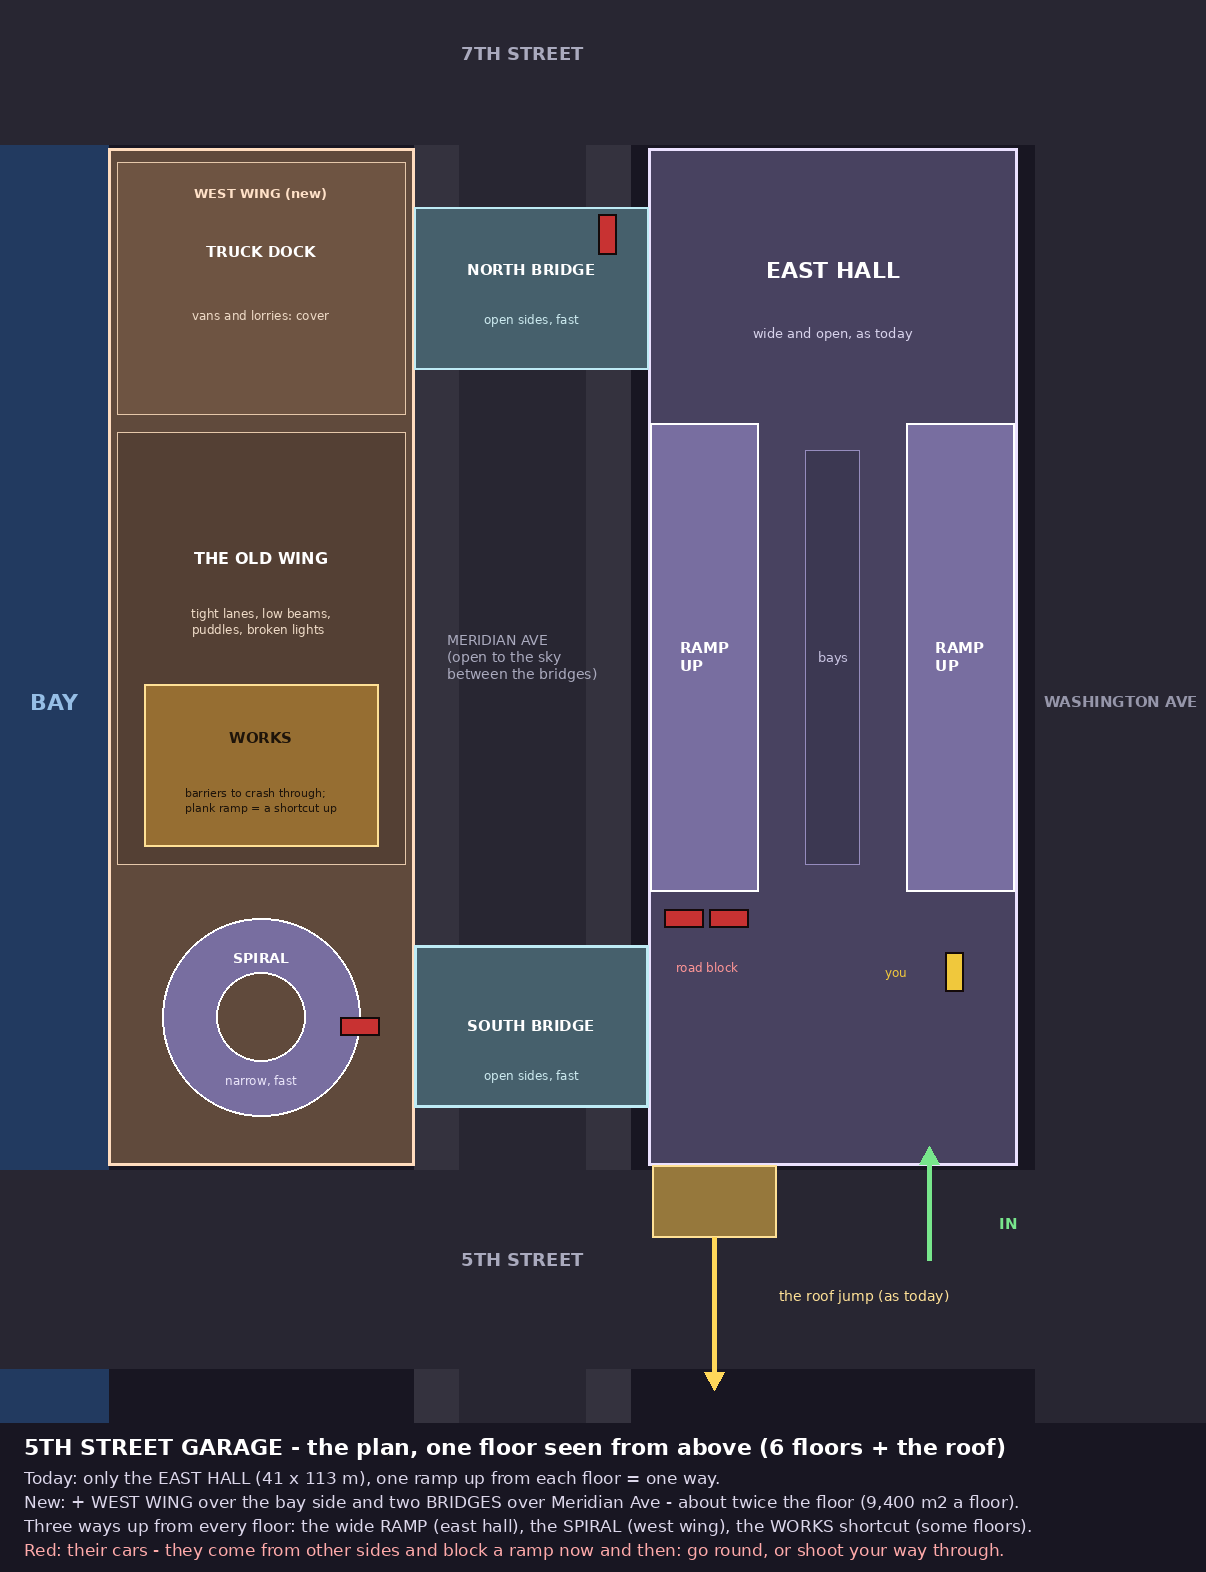 7TH STREET
WEST WING (new)
TRUCK DOCK
vans and lorries: cover
NORTH BRIDGE
open sides, fast
EAST HALL
wide and open, as today
THE OLD WING
tight lanes, low beams,
puddles, broken lights
MERIDIAN AVE
(open to the sky
between the bridges)
RAMP
UP
bays
RAMP
UP
BAY
WASHINGTON AVE
WORKS
barriers to crash through;
plank ramp = a shortcut up
SPIRAL
narrow, fast
SOUTH BRIDGE
open sides, fast
road block
you
IN
5TH STREET
the roof jump (as today)
5TH STREET GARAGE - the plan, one floor seen from above (6 floors + the roof)
Today: only the EAST HALL (41 x 113 m), one ramp up from each floor = one way.
New: + WEST WING over the bay side and two BRIDGES over Meridian Ave - about twice the floor (9,400 m2 a floor).
Three ways up from every floor: the wide RAMP (east hall), the SPIRAL (west wing), the WORKS shortcut (some floors).
Red: their cars - they come from other sides and block a ramp now and then: go round, or shoot your way through.